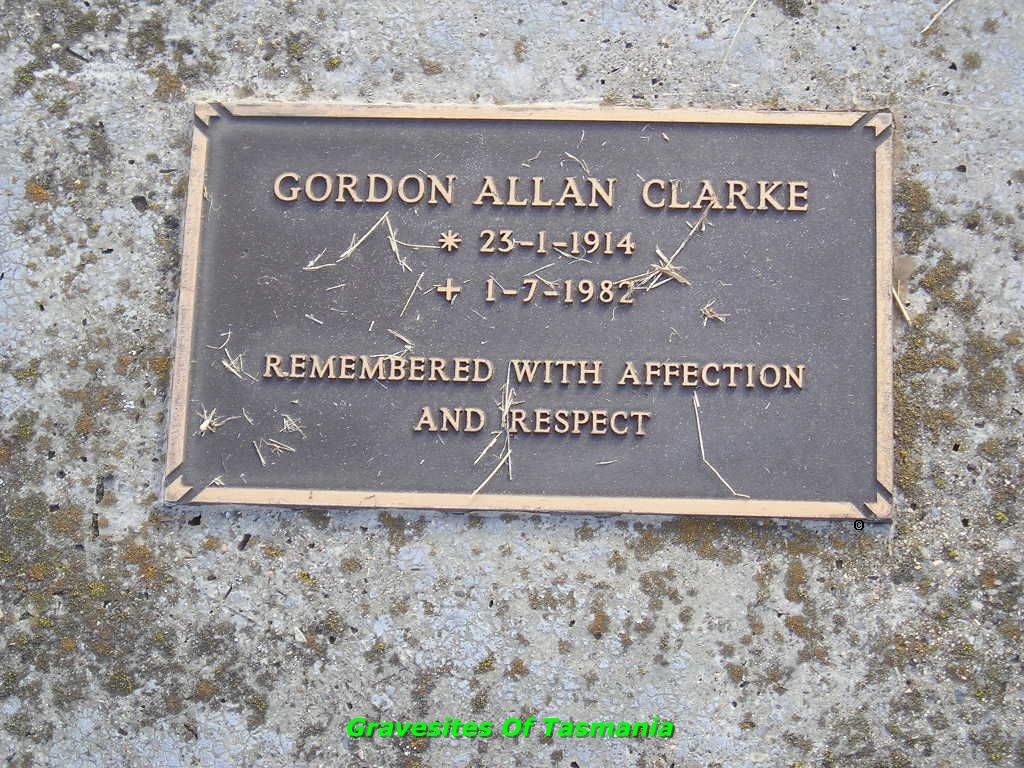 GORDON ALLAN CLARKE
* 23-1-1914
+ 1-7-1982
REMEMBERED WITH AFFECTION
AND RESPECT
Gravesites Of Tasmania